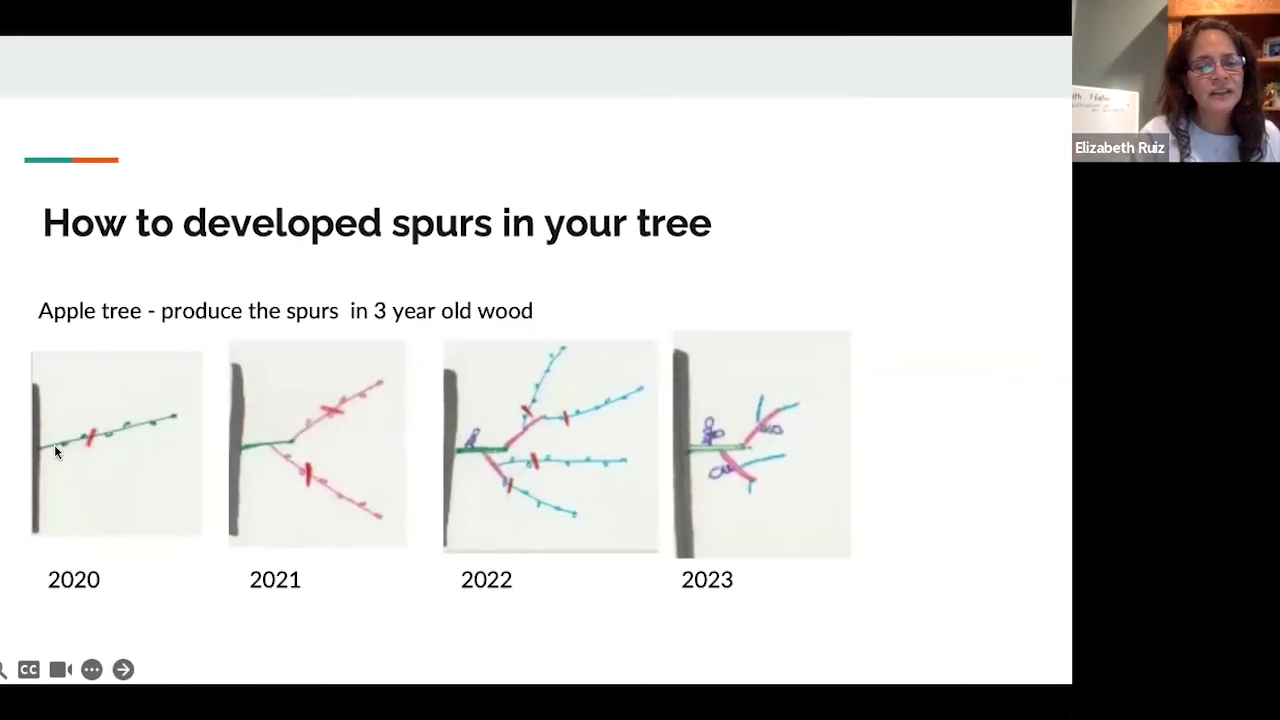 How to developed spurs in your tree
Apple tree - produce the spurs in 3 year old wood
2020 2021 2022 2023
CC
Elizabeth Ruiz